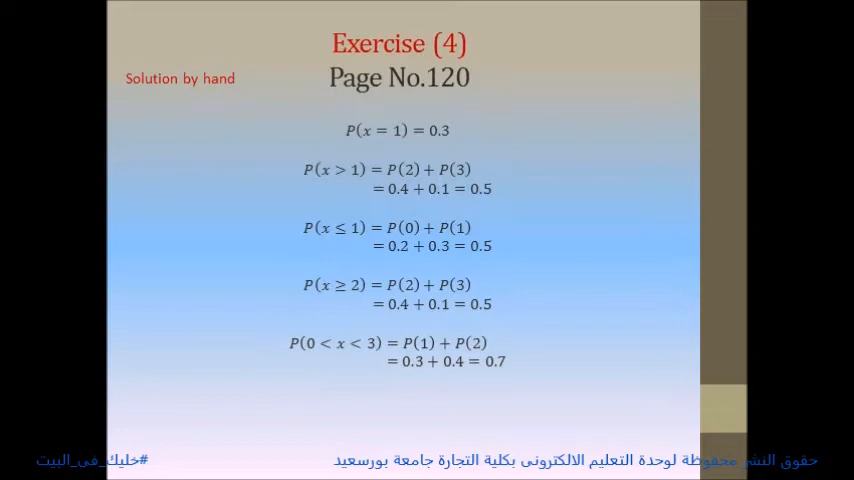 Exercise (4)
Solution by hand
Page No.120
P(x = 1) = 0.3
P(x > 1) = P(2) + P(3)
= 0.4 + 0.1 = 0.5
P(x ≤ 1) = P(0) + P(1)
= 0.2 + 0.3 = 0.5
P(x ≥ 2) = P(2) + P(3)
= 0.4 + 0.1 = 0.5
P(0 < x < 3) = P(1) + P(2)
= 0.3 + 0.4 = 0.7
حقوق النشر محفوظة لوحدة التعليم الالكترونى بكلية التجارة جامعة بورسعيد
#خليك_فى_البيت